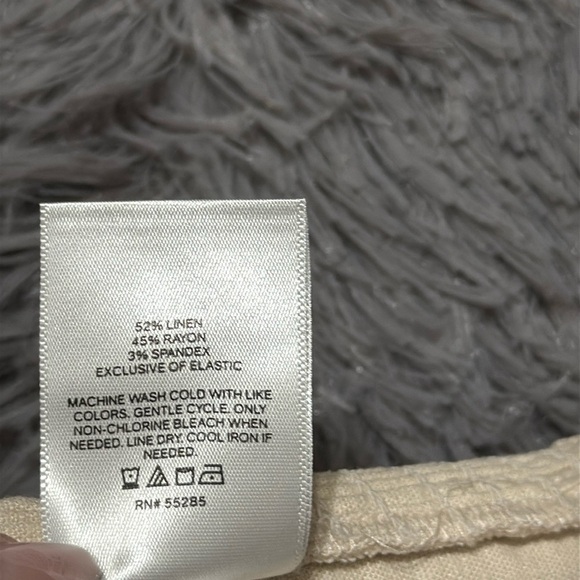 52% LINEN
45% RAYON
3% SPANDEX
EXCLUSIVE OF ELASTIC
MACHINE WASH COLD WITH LIKE
COLORS. GENTLE CYCLE. ONLY
NON-CHLORINE BLEACH WHEN
NEEDED. LINE DRY. COOL IRON IF
NEEDED.
RN# 55285